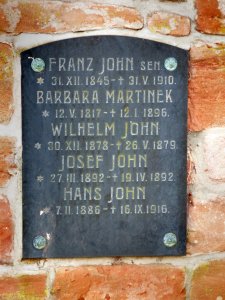 FRANZ JOHN SEN.
* 31. XII. 1845 - † 31. V. 1910.
BARBARA MARTINEK
* 12. V. 1817 - † 12. I. 1896.
WILHELM JOHN
* 30. XII. 1878 - † 26. V. 1879.
JOSEF JOHN
* 27. III. 1892 - † 19. IV. 1892.
HANS JOHN
* 7. II. 1886 - † 16. IX. 1916.